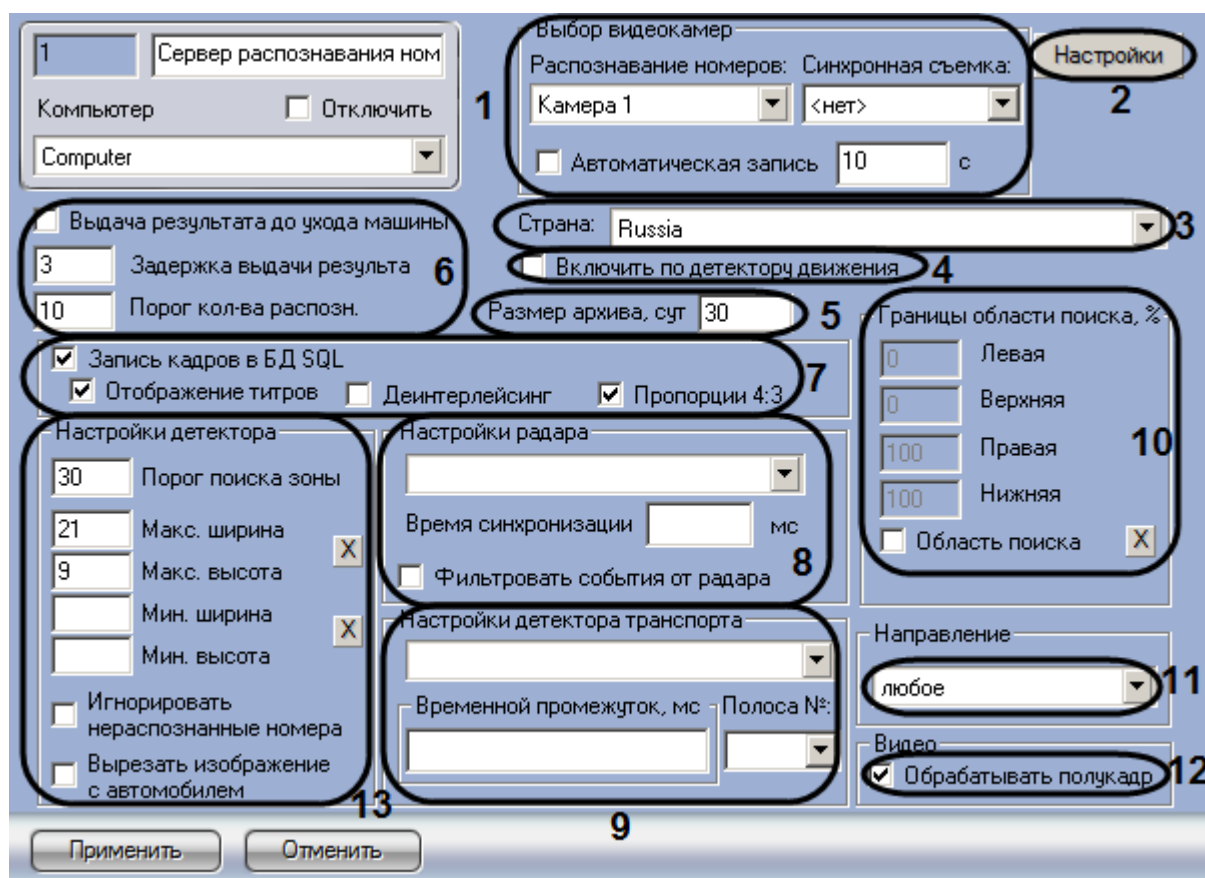 1
Сервер распознавания ном
Компьютер
Отключить
Computer
1
Выбор видеокамер
Распознавание номеров:
Синхронная съемка:
Камера 1
<нет>
Автоматическая запись
10
с
Настройки
2
Выдача результата до ухода машины
3
Задержка выдачи результа
10
Порог кол-ва распозн.
6
Страна:
Russia
3
Включить по детектору движения
4
Размер архива, сут
30
5
Запись кадров в БД SQL
Отображение титров
Деинтерлейсинг
Пропорции 4:3
7
Границы области поиска, %
0
Левая
0
Верхняя
100
Правая
100
Нижняя
Область поиска
X
10
Настройки детектора
30
Порог поиска зоны
21
Макс. ширина
9
Макс. высота
X
Мин. ширина
Мин. высота
X
Игнорировать
нераспознанные номера
Вырезать изображение
с автомобилем
13
Настройки радара
Время синхронизации
мс
Фильтровать события от радара
8
Настройки детектора транспорта
Временной промежуток, мс
Полоса №:
9
Направление
любое
11
Видео
Обрабатывать полукадр
12
Применить
Отменить